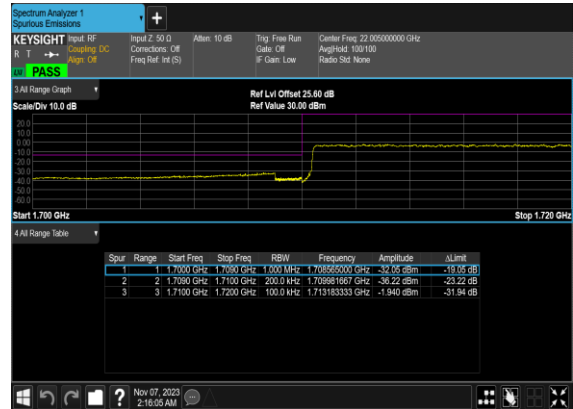 Spectrum Analyzer 1
Spurious Emissions
KEYSIGHT Input: RF
R T Coupling: DC
Align: Off
LW PASS
Input Z: 50 Ω
Corrections: Off
Freq Ref: Int (S)
Atten: 10 dB
Trig: Free Run
Gate: Off
IF Gain: Low
Center Freq: 22.005000000 GHz
Avg|Hold: 100/100
Radio Std: None
3 All Range Graph
Scale/Div 10.0 dB
Ref Lvl Offset 25.60 dB
Ref Value 30.00 dBm
20.0
10.0
0.00
-10.0
-20.0
-30.0
-40.0
-50.0
-60.0
Start 1.700 GHz Stop 1.720 GHz
4 All Range Table
Spur Range Start Freq Stop Freq RBW Frequency Amplitude ΔLimit
1 1 1.7000 GHz 1.7090 GHz 1.000 MHz 1.708565000 GHz -32.05 dBm -19.05 dB
2 2 1.7090 GHz 1.7100 GHz 200.0 kHz 1.709981667 GHz -36.22 dBm -23.22 dB
3 3 1.7100 GHz 1.7200 GHz 100.0 kHz 1.713183333 GHz -1.940 dBm -31.94 dB
? Nov 07, 2023
2:16:05 AM